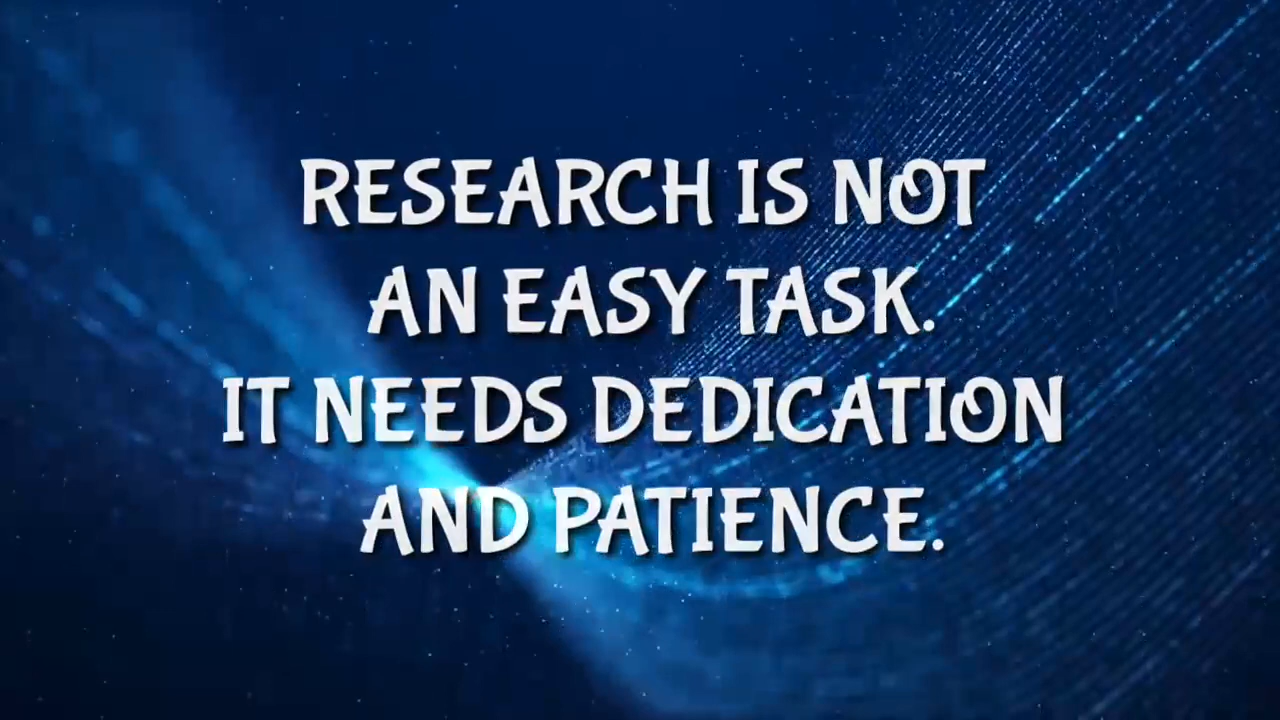 RESEARCH IS NOT
AN EASY TASK.
IT NEEDS DEDICATION
AND PATIENCE.